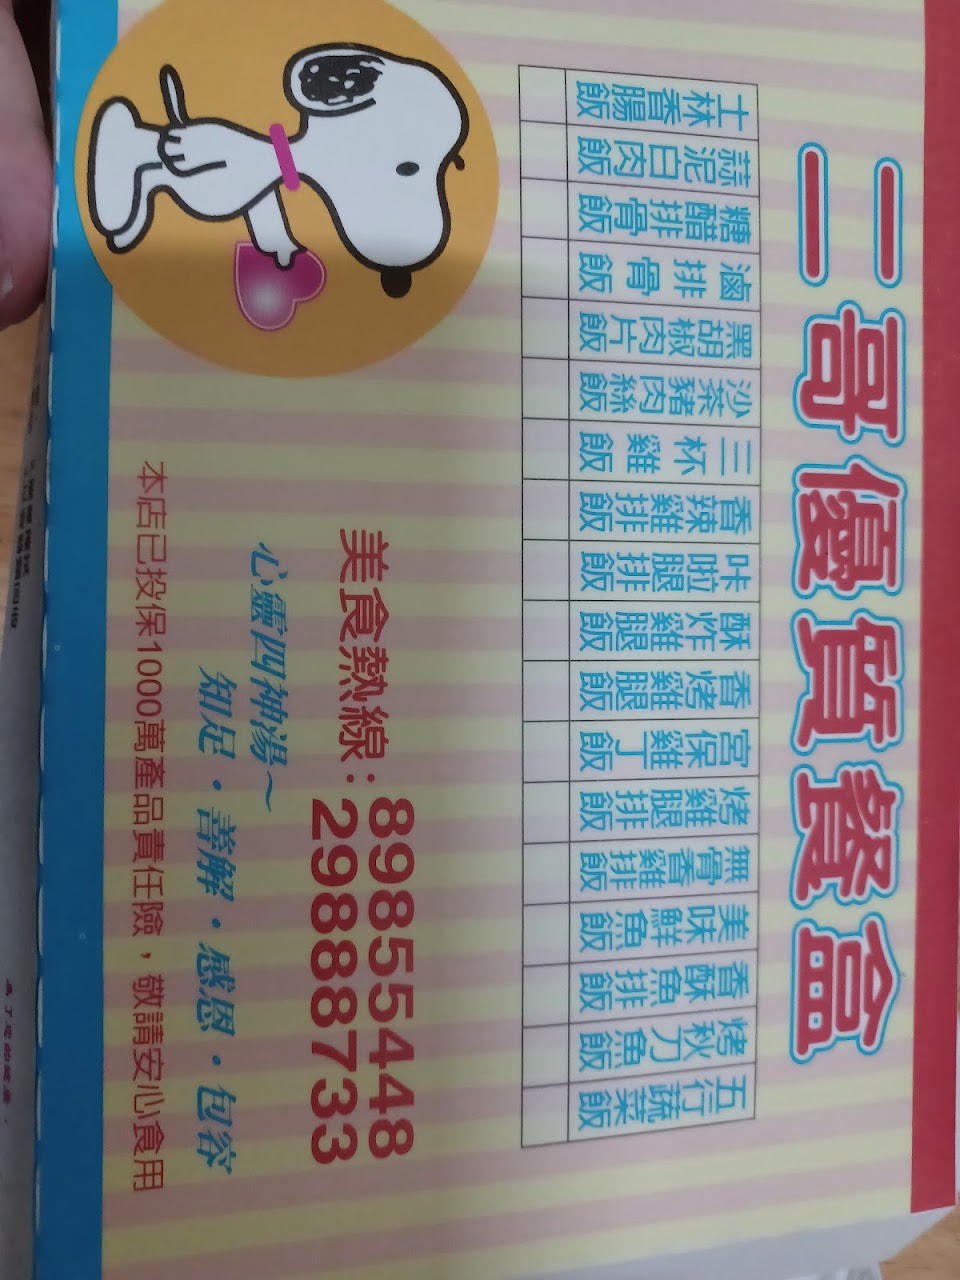 二哥優質餐盒
士林香腸飯
蒜泥白肉飯
糖醋排骨飯
滷排骨飯
黑胡椒肉片飯
沙茶豬肉絲飯
三杯雞飯
香辣雞排飯
咔啦腿排飯
酥炸雞腿飯
香烤雞腿飯
宮保雞丁飯
烤雞腿排飯
無骨香雞排飯
美味鮮魚飯
香酥魚排飯
烤秋刀魚飯
五行蔬菜飯
美食熱線：89855448
29888733
心靈四神湯～
知足．善解．感恩．包容
本店已投保1000萬產品責任險，敬請安心食用